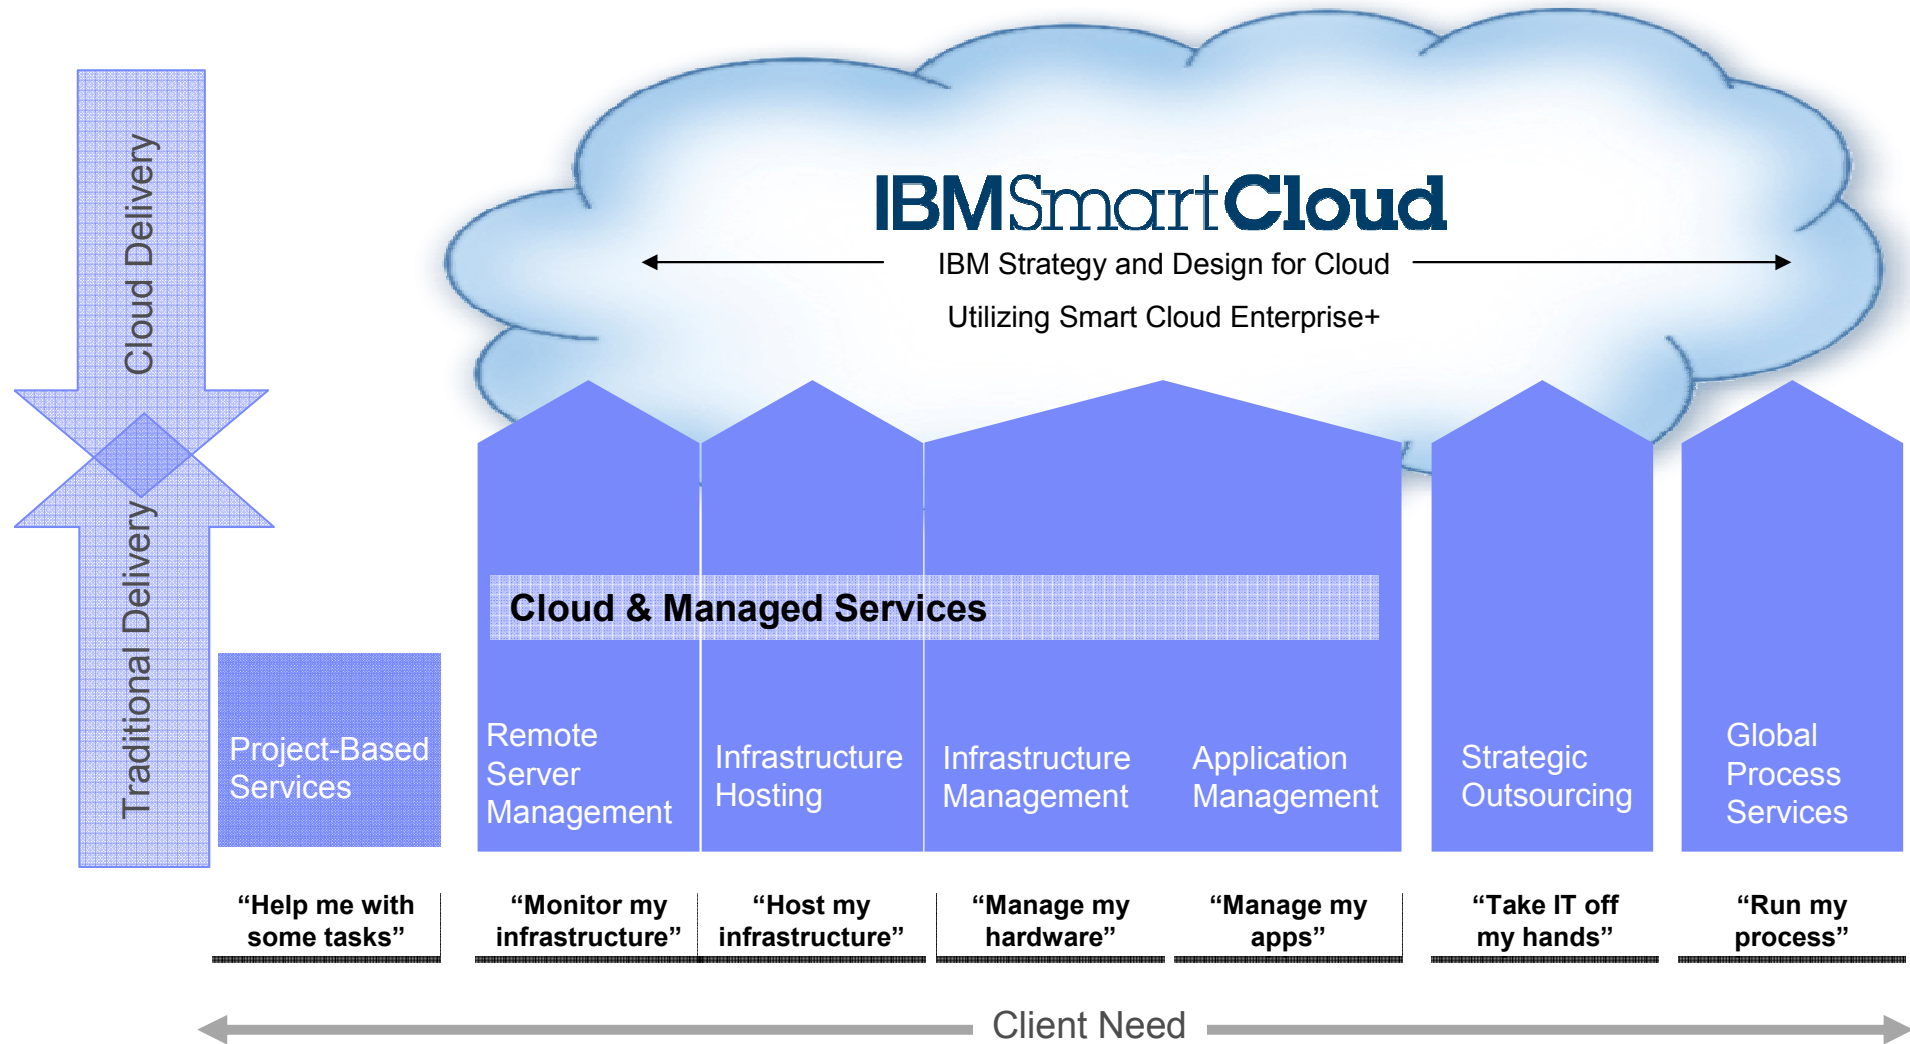 Cloud Delivery
Traditional Delivery
IBMSmartCloud
IBM Strategy and Design for Cloud
Utilizing Smart Cloud Enterprise+
Cloud & Managed Services
Project-Based
Services
Remote
Server
Management
Infrastructure
Hosting
Infrastructure
Management
Application
Management
Strategic
Outsourcing
Global
Process
Services
“Help me with
some tasks”
“Monitor my
infrastructure”
“Host my
infrastructure”
“Manage my
hardware”
“Manage my
apps”
“Take IT off
my hands”
“Run my
process”
Client Need